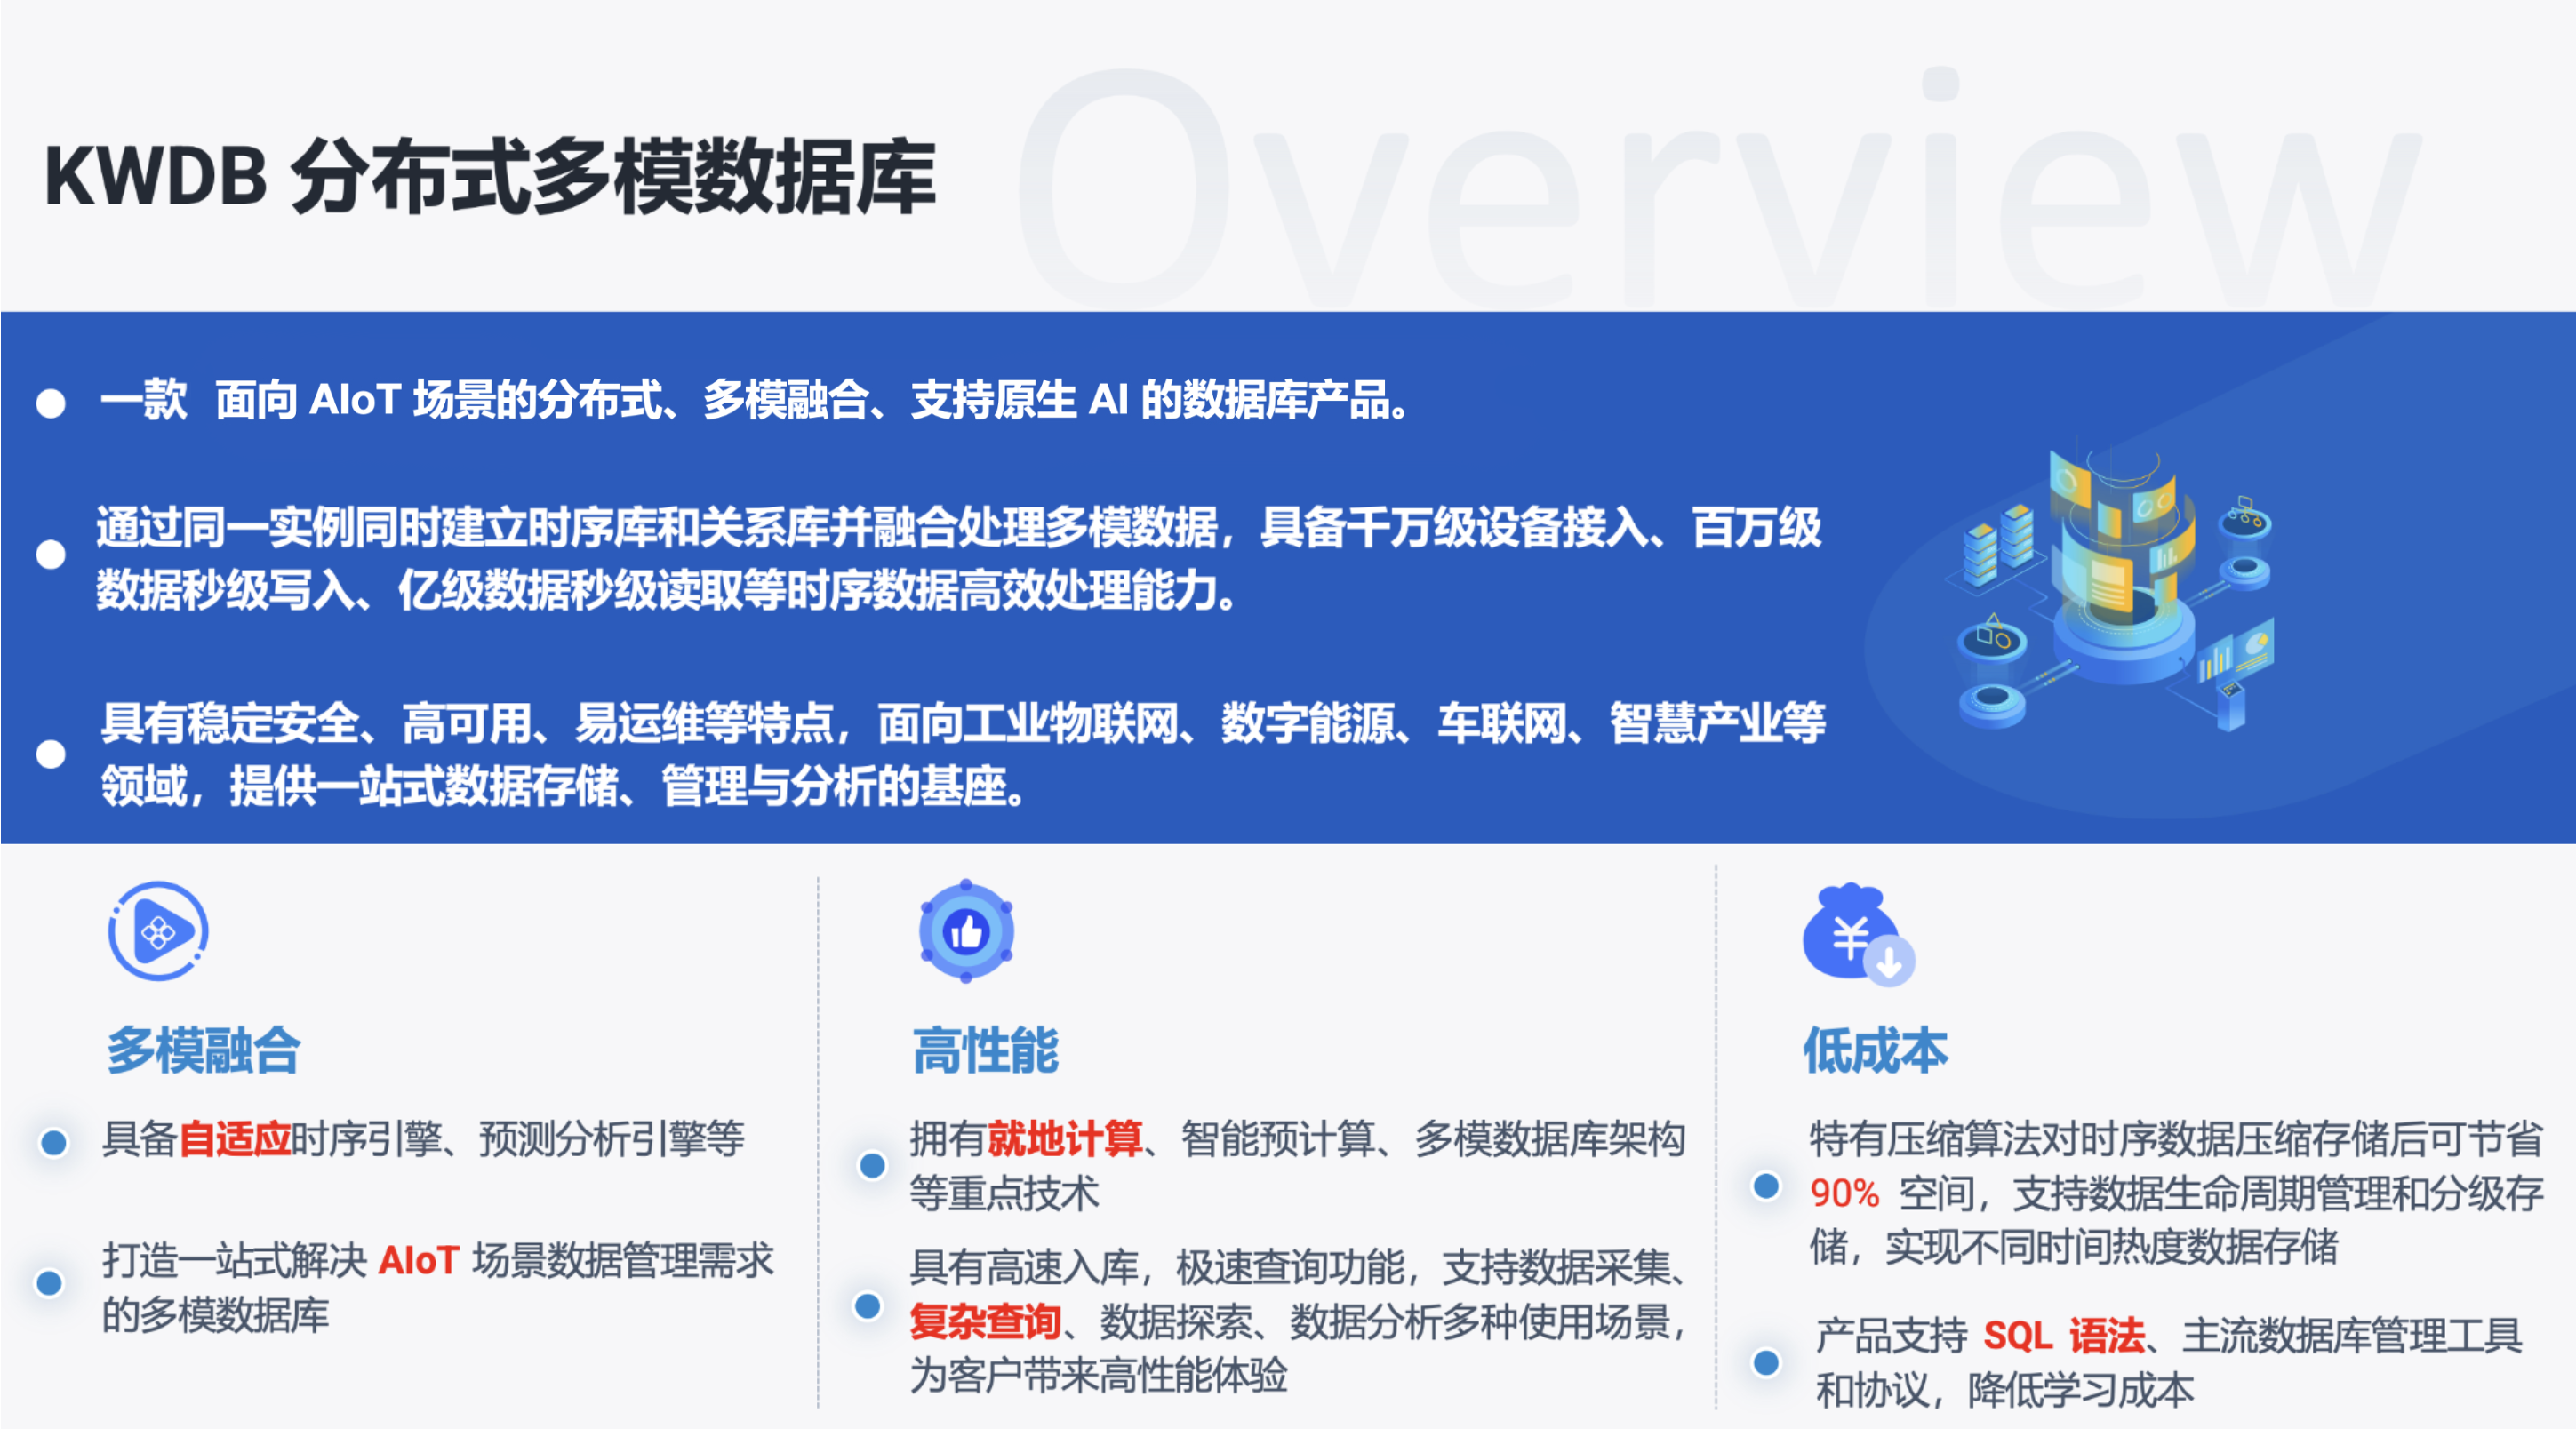 Overview
KWDB 分布式多模数据库
一款 面向 AIoT 场景的分布式、多模融合、支持原生 AI 的数据库产品。
通过同一实例同时建立时序库和关系库并融合处理多模数据，具备千万级设备接入、百万级
数据秒级写入、亿级数据秒级读取等时序数据高效处理能力。
具有稳定安全、高可用、易运维等特点，面向工业物联网、数字能源、车联网、智慧产业等
领域，提供一站式数据存储、管理与分析的基座。
多模融合
具备自适应时序引擎、预测分析引擎等
打造一站式解决 AIoT 场景数据管理需求
的多模数据库
高性能
拥有就地计算、智能预计算、多模数据库架构
等重点技术
具有高速入库，极速查询功能，支持数据采集、
复杂查询、数据探索、数据分析多种使用场景，
为客户带来高性能体验
¥
低成本
特有压缩算法对时序数据压缩存储后可节省
90% 空间，支持数据生命周期管理和分级存
储，实现不同时间热度数据存储
产品支持 SQL 语法、主流数据库管理工具
和协议，降低学习成本